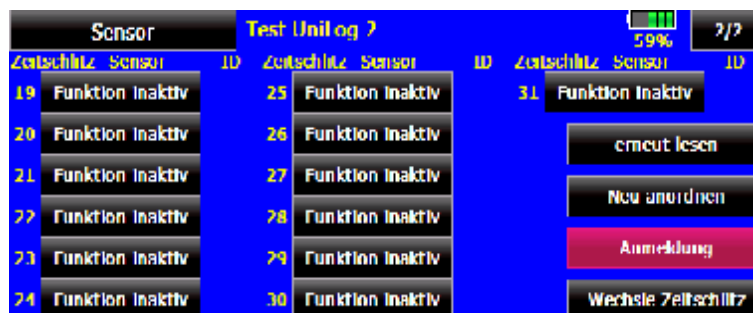 Sensor Test UniLog 2 59% 2/2
Zeitschlitz Sensor ID Zeitschlitz Sensor ID Zeitschlitz Sensor ID
19 Funktion inaktiv 25 Funktion inaktiv 31 Funktion inaktiv
20 Funktion inaktiv 26 Funktion inaktiv erneut lesen
21 Funktion inaktiv 27 Funktion inaktiv Neu anordnen
22 Funktion inaktiv 28 Funktion inaktiv
23 Funktion inaktiv 29 Funktion inaktiv Anmeldung
24 Funktion inaktiv 30 Funktion inaktiv Wechsle Zeitschlitz